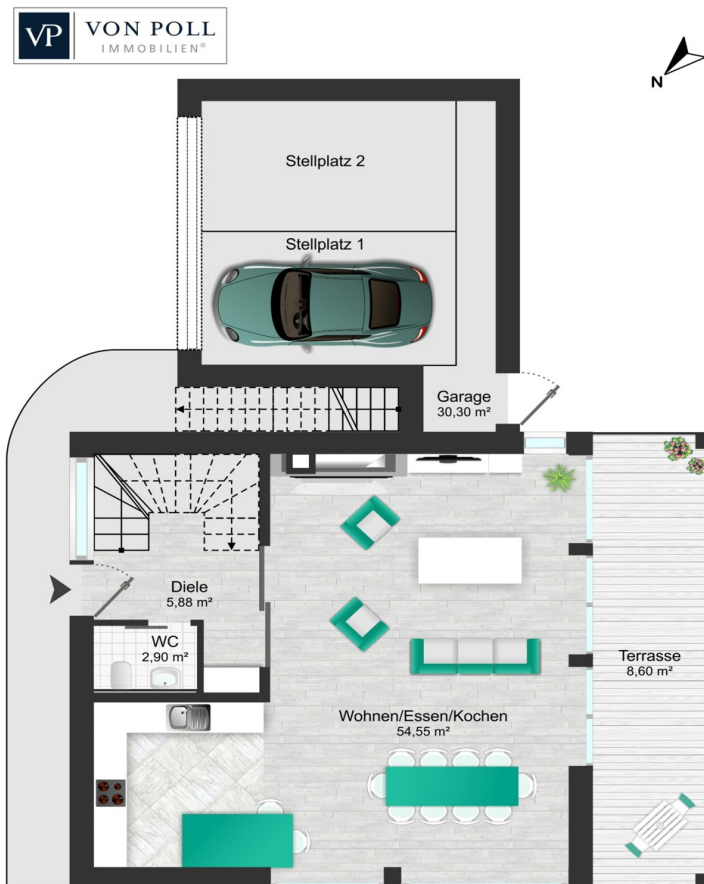 VP VON POLL
IMMOBILIEN®
N
Stellplatz 2
Stellplatz 1
Garage
30,30 m²
Diele
5,88 m²
WC
2,90 m²
Terrasse
8,60 m²
Wohnen/Essen/Kochen
54,55 m²